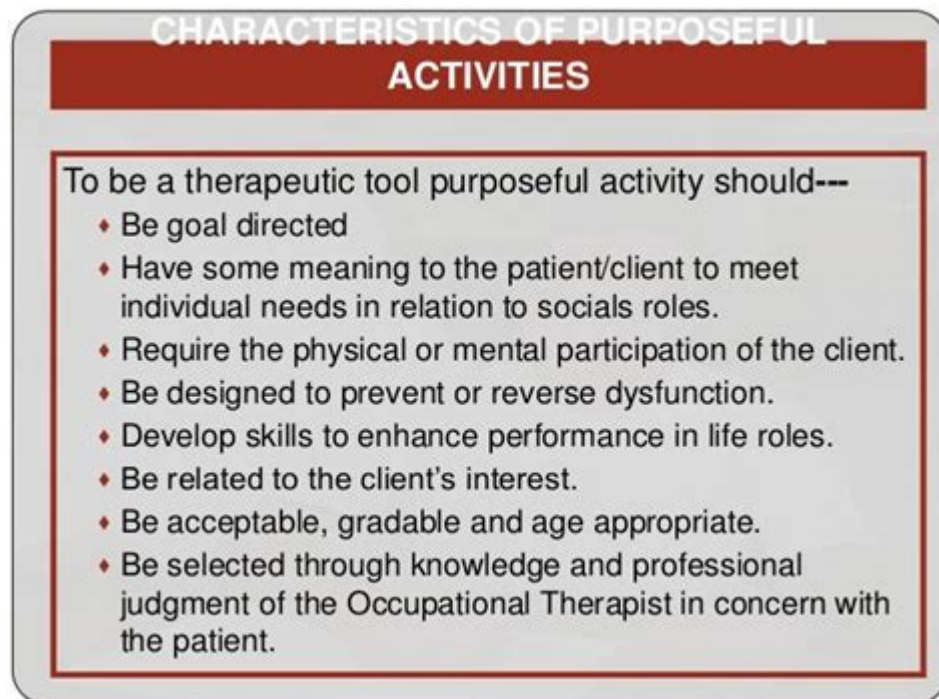 CHARACTERISTICS OF PURPOSEFUL
ACTIVITIES
To be a therapeutic tool purposeful activity should---
♦ Be goal directed
♦ Have some meaning to the patient/client to meet
individual needs in relation to socials roles.
♦ Require the physical or mental participation of the client.
♦ Be designed to prevent or reverse dysfunction.
♦ Develop skills to enhance performance in life roles.
♦ Be related to the client's interest.
♦ Be acceptable, gradable and age appropriate.
♦ Be selected through knowledge and professional
judgment of the Occupational Therapist in concern with
the patient.